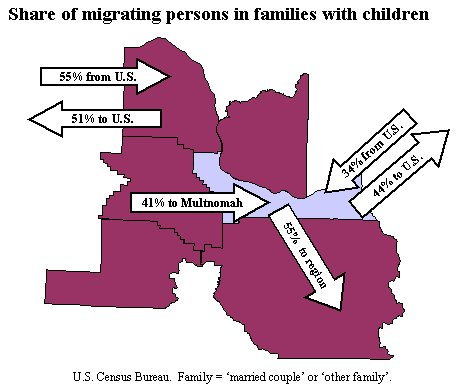 Share of migrating persons in families with children
55% from U.S.
51% to U.S.
34% from U.S.
44% to U.S.
41% to Multnomah
55% to region
U.S. Census Bureau. Family = ‘married couple’ or ‘other family’.